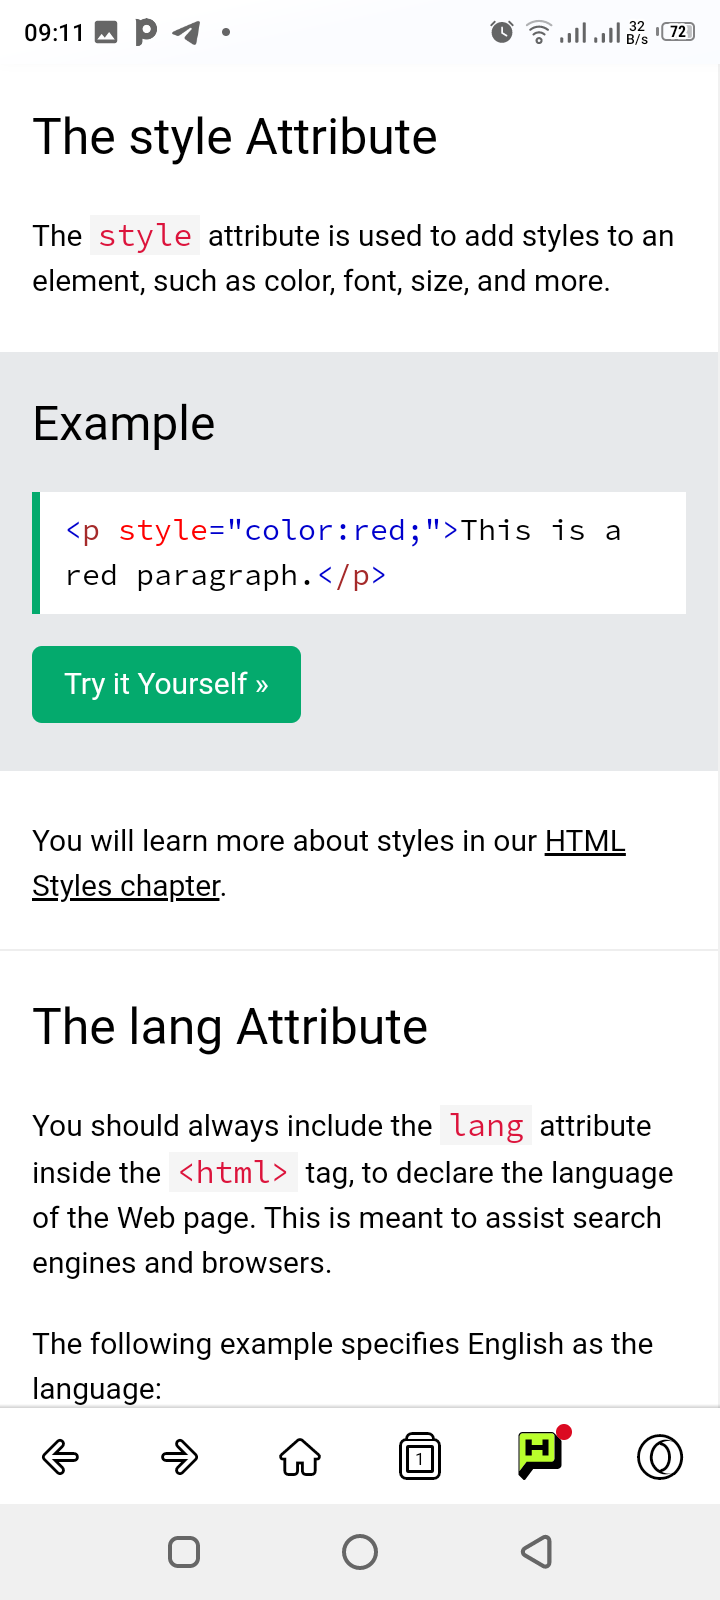 09:11
32
B/s
72
The style Attribute
The style attribute is used to add styles to an
element, such as color, font, size, and more.
Example
<p style="color:red;">This is a
red paragraph.</p>
Try it Yourself »
You will learn more about styles in our HTML
Styles chapter.
The lang Attribute
You should always include the lang attribute
inside the <html> tag, to declare the language
of the Web page. This is meant to assist search
engines and browsers.
The following example specifies English as the
language:
1
H